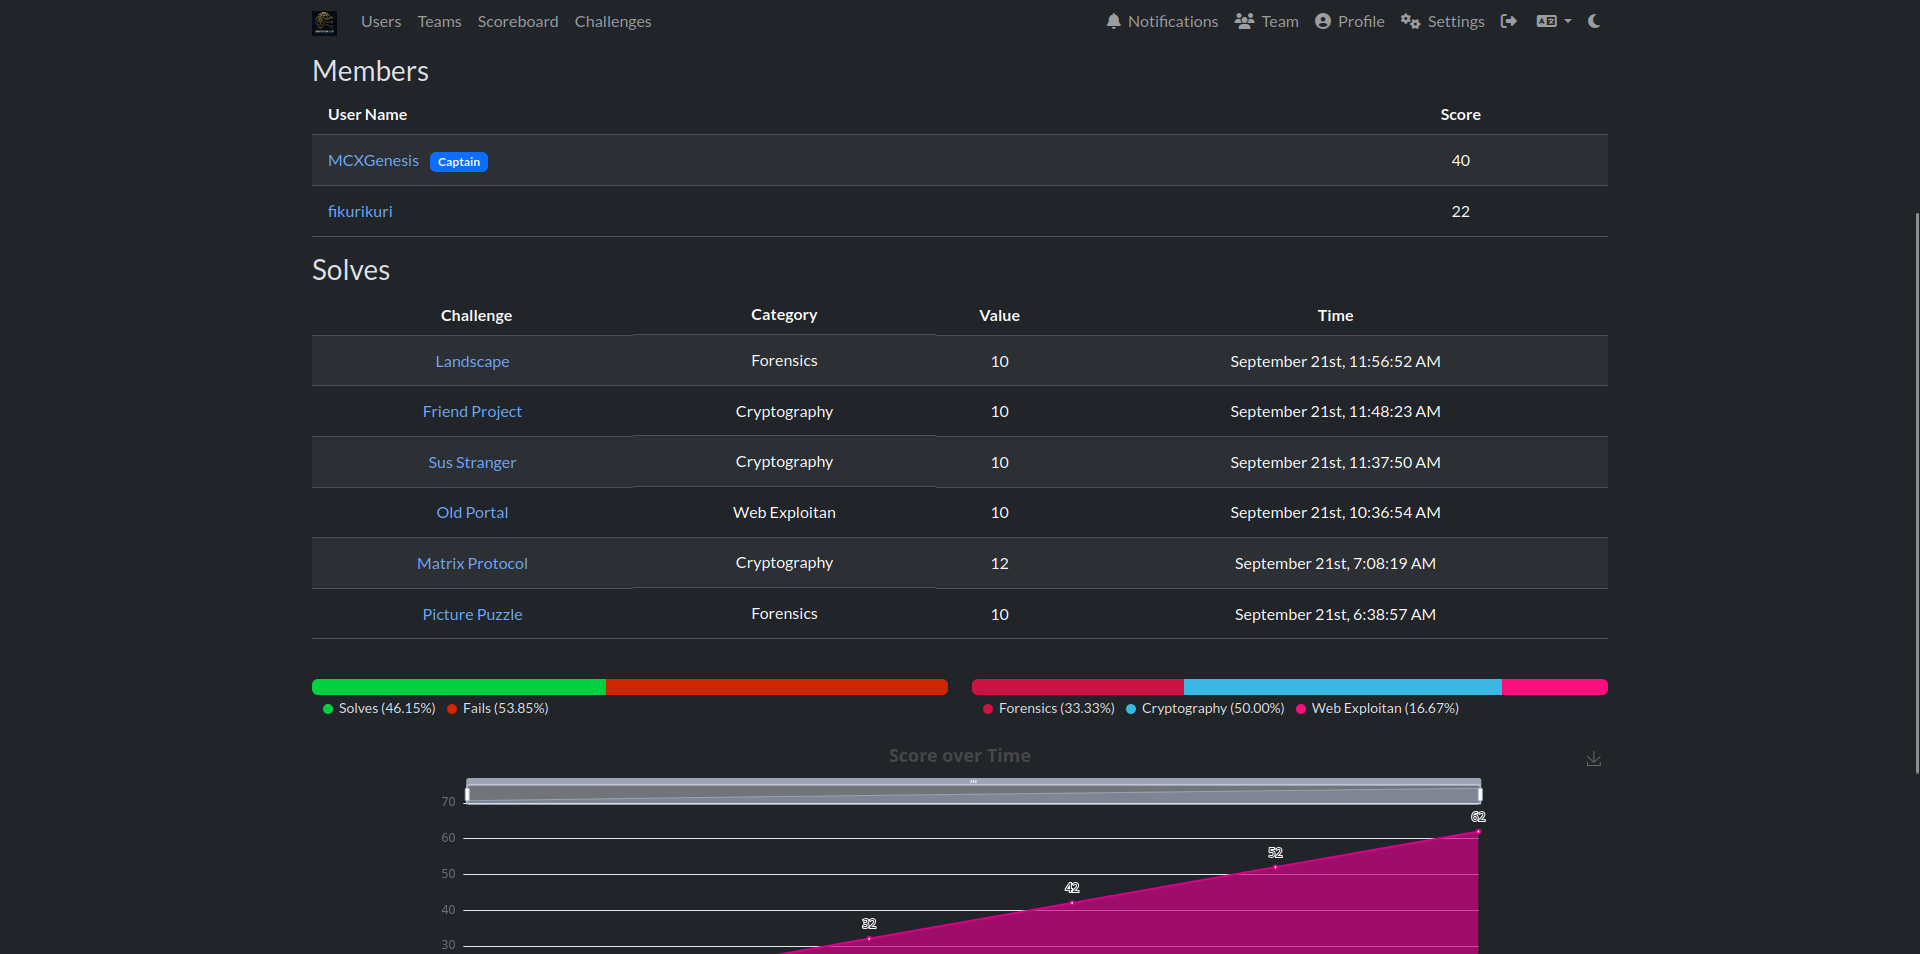 Users Teams Scoreboard Challenges Notifications Team Profile Settings
Members
User Name Score
MCXGenesis Captain 40
fikurikuri 22
Solves
Challenge Category Value Time
Landscape Forensics 10 September 21st, 11:56:52 AM
Friend Project Cryptography 10 September 21st, 11:48:23 AM
Sus Stranger Cryptography 10 September 21st, 11:37:50 AM
Old Portal Web Exploitan 10 September 21st, 10:36:54 AM
Matrix Protocol Cryptography 12 September 21st, 7:08:19 AM
Picture Puzzle Forensics 10 September 21st, 6:38:57 AM
Solves (46.15%) Fails (53.85%) Forensics (33.33%) Cryptography (50.00%) Web Exploitan (16.67%)
Score over Time
70
62
60
52
50
42
40
32
30